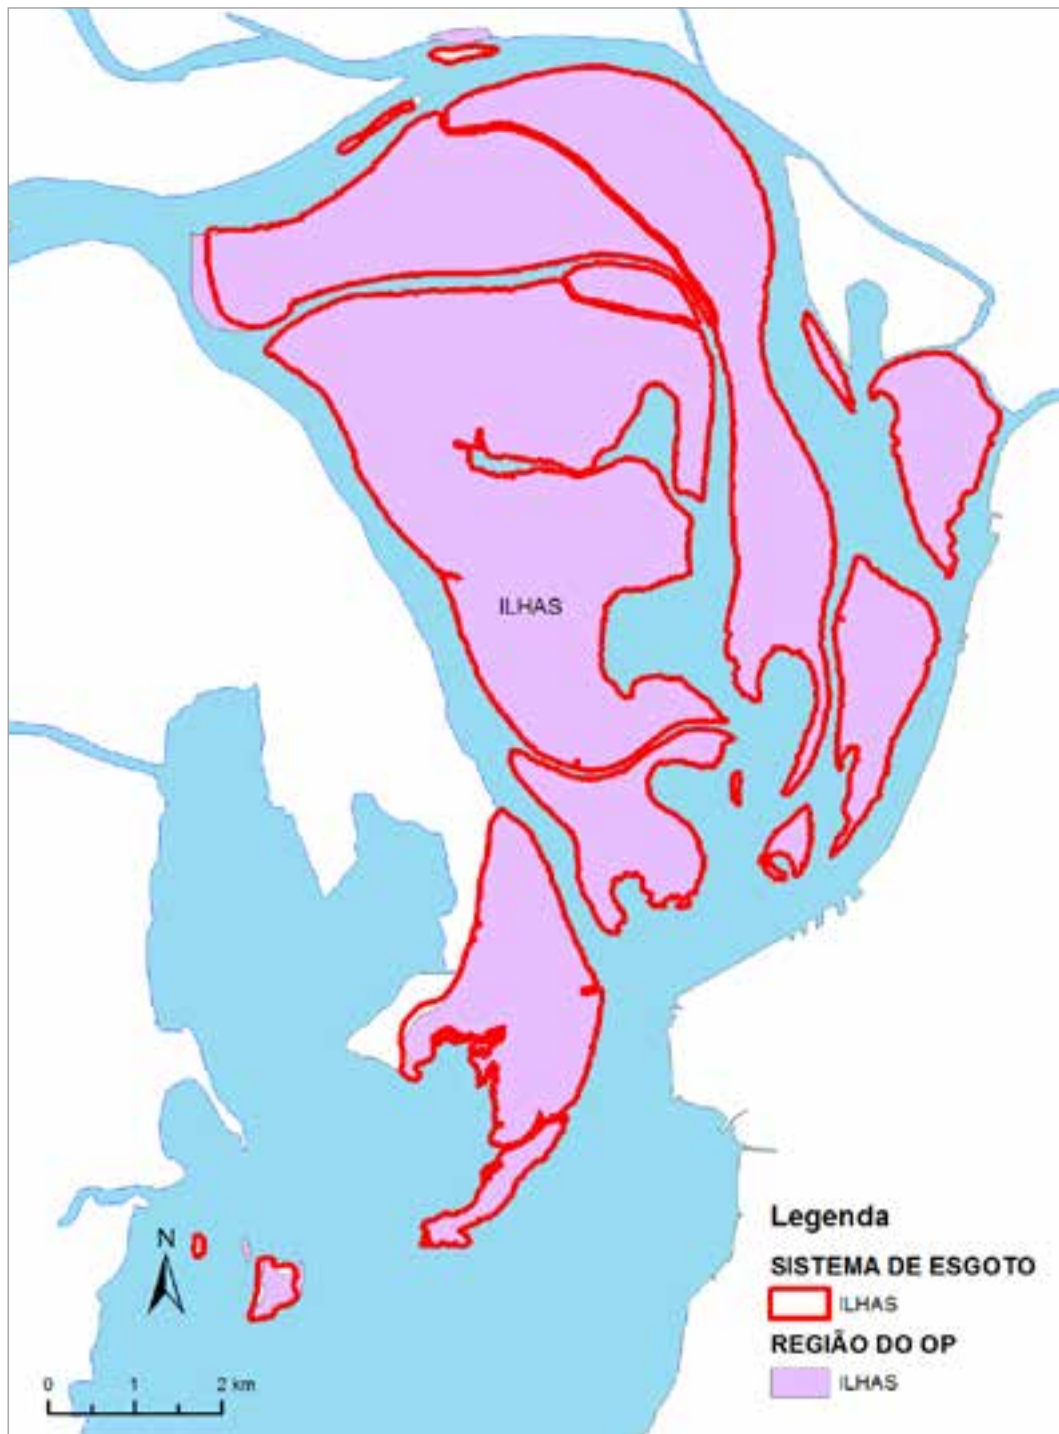 ILHAS
Legenda
SISTEMA DE ESGOTO
ILHAS
REGIÃO DO OP
ILHAS
N
0 1 2 km